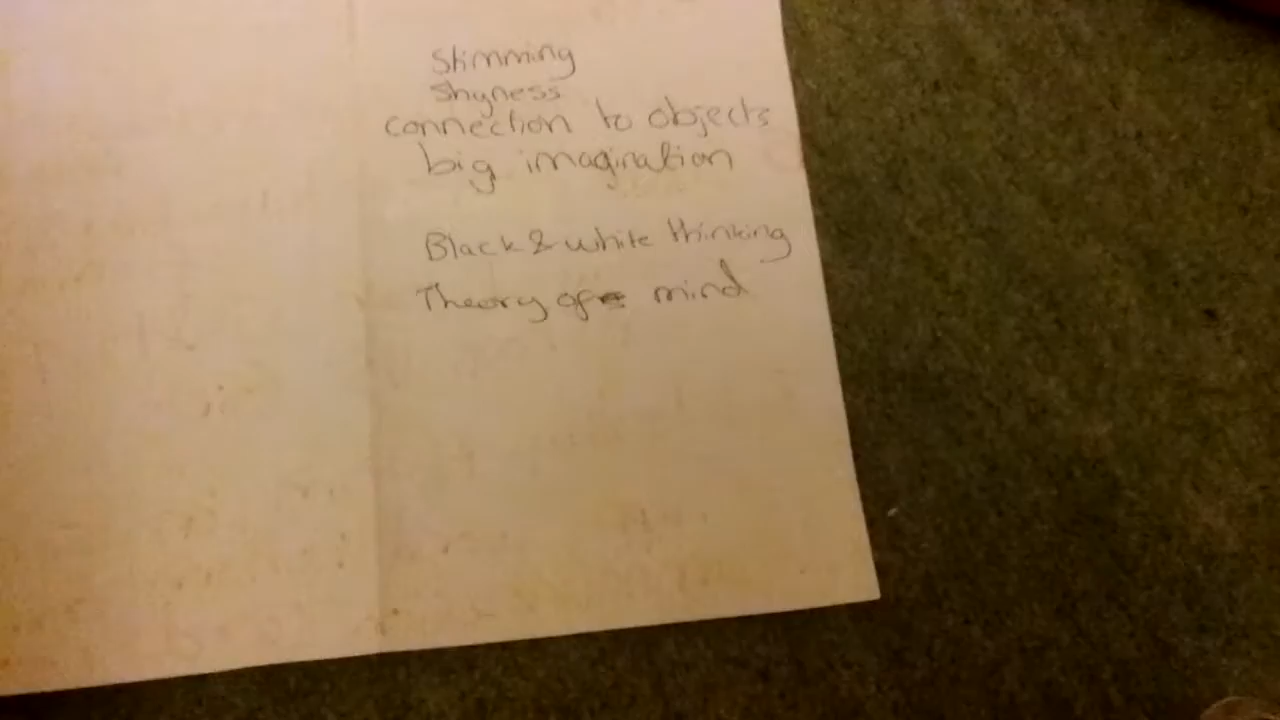 Stimming
Shyness
connection to objects
big imagination
Black & white thinking
Theory of mind